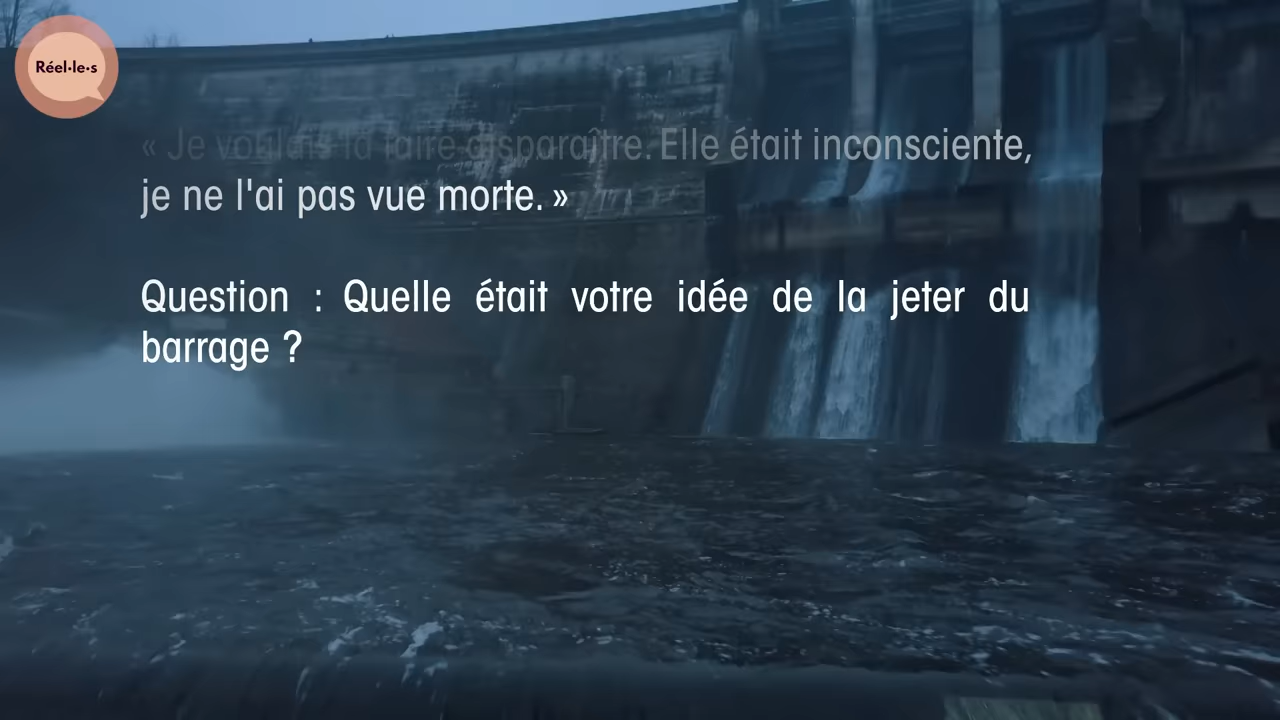 Réel·le·s
« Je voulais la faire disparaître. Elle était inconsciente,
je ne l'ai pas vue morte. »
Question : Quelle était votre idée de la jeter du
barrage ?